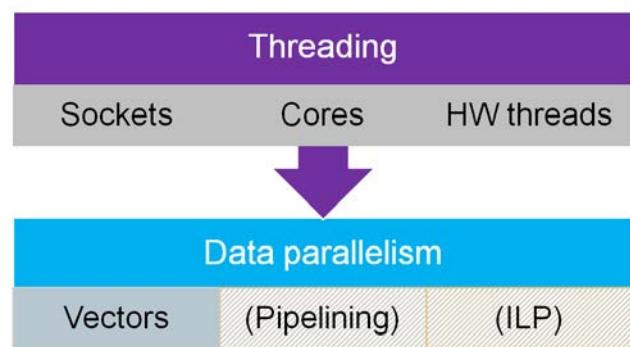 Threading
Sockets Cores HW threads
Data parallelism
Vectors (Pipelining) (ILP)